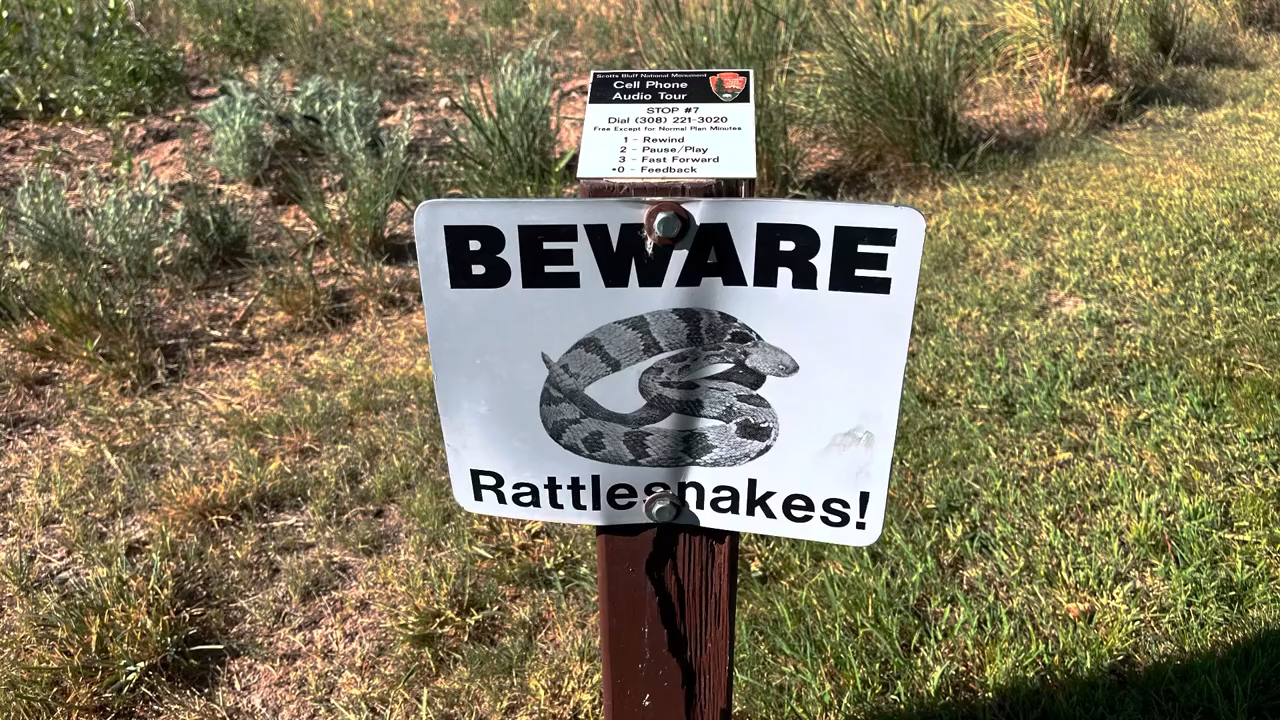 Scotts Bluff National Monument
Cell Phone
Audio Tour
STOP #7
Dial (308) 221-3020
Free Except for Normal Plan Minutes
1 - Rewind
2 - Pause/Play
3 - Fast Forward
*0 - Feedback
BEWARE
Rattlesnakes!